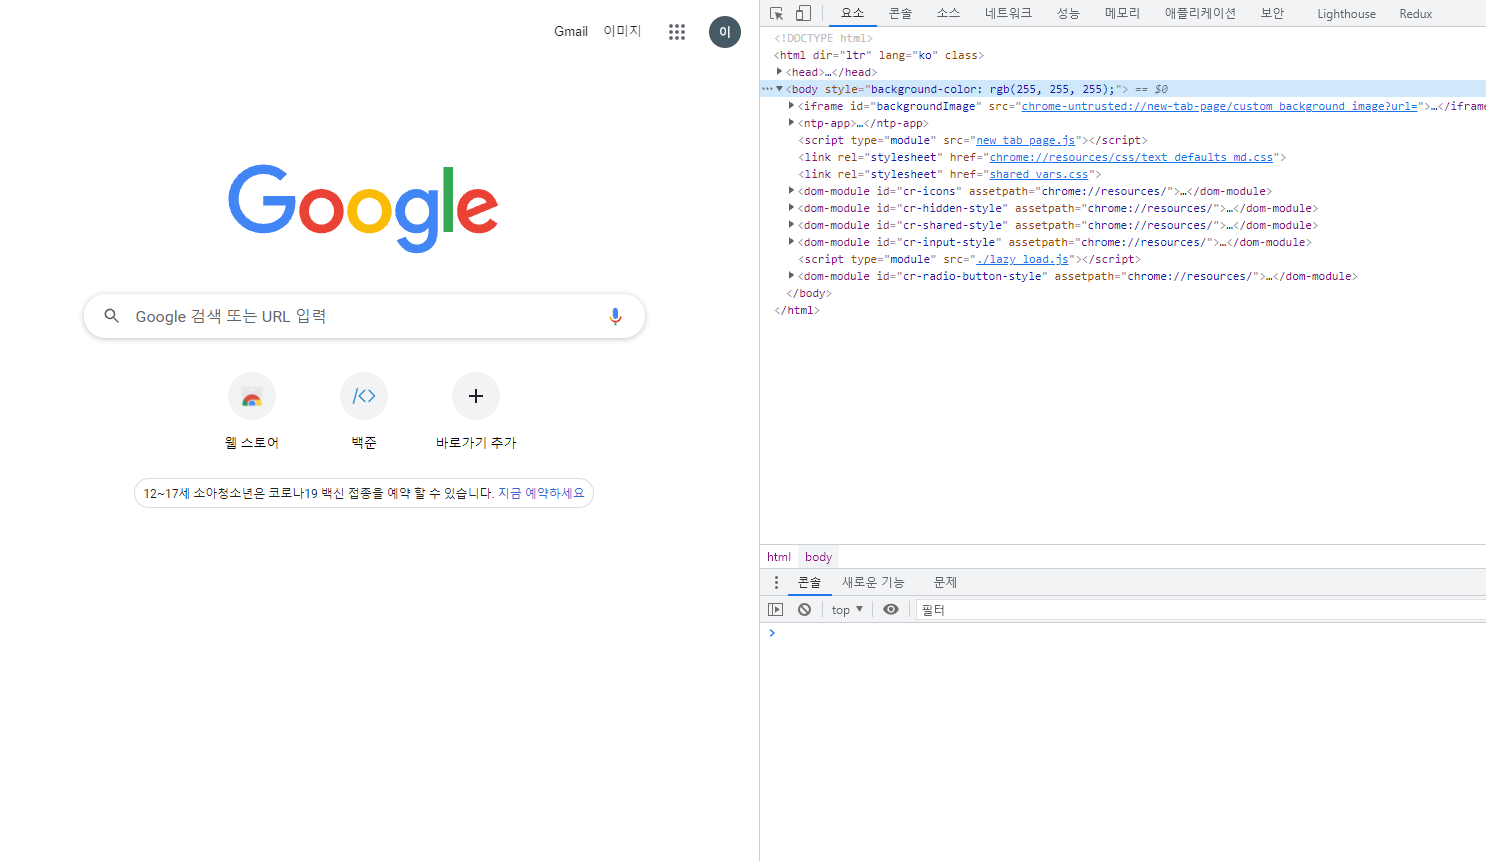 Gmail 이미지 이
Google
Google 검색 또는 URL 입력
웹 스토어 백준 바로가기 추가
12~17세 소아청소년은 코로나19 백신 접종을 예약 할 수 있습니다. 지금 예약하세요
요소 콘솔 소스 네트워크 성능 메모리 애플리케이션 보안 Lighthouse Redux
<!DOCTYPE html>
<html dir="ltr" lang="ko" class>
<head>…</head>
<body style="background-color: rgb(255, 255, 255);"> == $0
<iframe id="backgroundImage" src="chrome-untrusted://new-tab-page/custom_background_image?url=">…</iframe
<ntp-app>…</ntp-app>
<script type="module" src="new_tab_page.js"></script>
<link rel="stylesheet" href="chrome://resources/css/text_defaults_md.css">
<link rel="stylesheet" href="shared_vars.css">
<dom-module id="cr-icons" assetpath="chrome://resources/">…</dom-module>
<dom-module id="cr-hidden-style" assetpath="chrome://resources/">…</dom-module>
<dom-module id="cr-shared-style" assetpath="chrome://resources/">…</dom-module>
<dom-module id="cr-input-style" assetpath="chrome://resources/">…</dom-module>
<script type="module" src="./lazy_load.js"></script>
<dom-module id="cr-radio-button-style" assetpath="chrome://resources/">…</dom-module>
</body>
</html>
html body
콘솔 새로운 기능 문제
top 필터